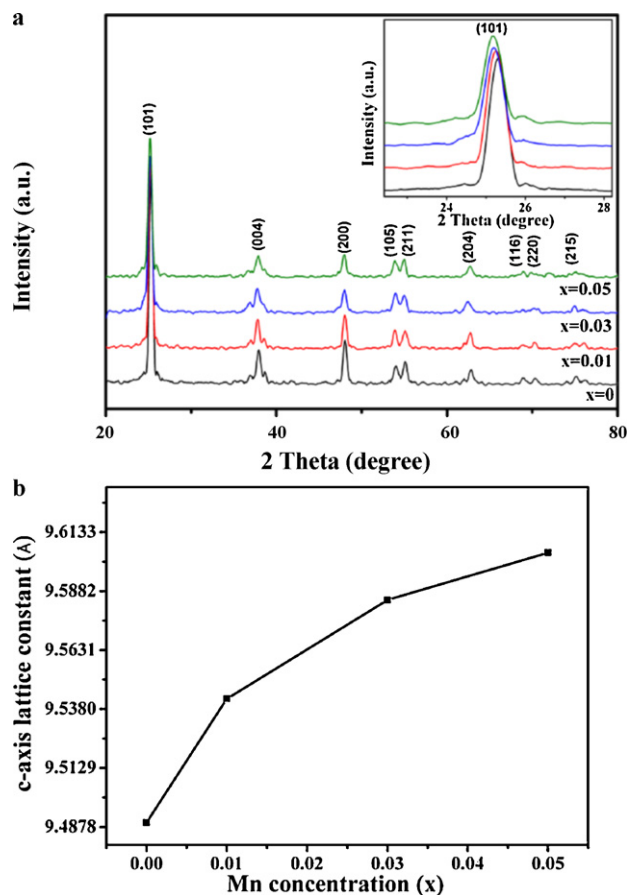 a
(101)
(101)
24 26 28
2 Theta (degree)
Intensity (a.u.)
(004)
(200)
(105)
(211)
(204)
(116)
(220)
(215)
x=0.05
x=0.03
x=0.01
x=0
Intensity (a.u.)
20 40 60 80
2 Theta (degree)
b
9.6133
9.5882
9.5631
9.5380
9.5129
9.4878
c-axis lattice constant (A)
0.00 0.01 0.02 0.03 0.04 0.05
Mn concentration (x)